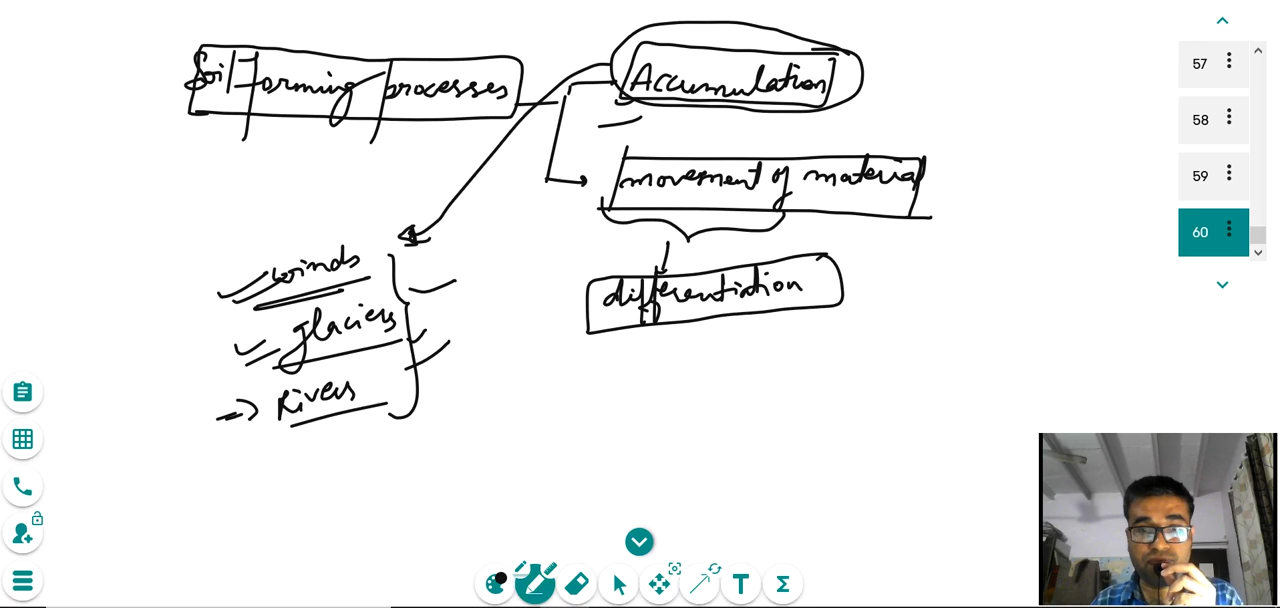 Soil forming processes
Accumulation
movement of material
differentiation
winds
glaciers
Rivers
57
58
59
60
T
Σ